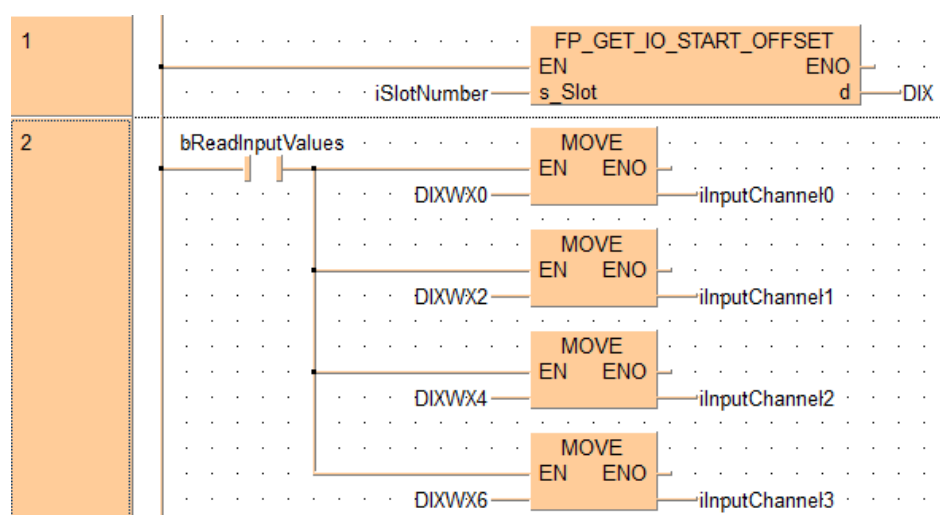 1
FP_GET_IO_START_OFFSET
EN ENO
iSlotNumber s_Slot d DIX
2
bReadInputValues MOVE
EN ENO
DIXWX0 iInputChannel0
MOVE
EN ENO
DIXWX2 iInputChannel1
MOVE
EN ENO
DIXWX4 iInputChannel2
MOVE
EN ENO
DIXWX6 iInputChannel3